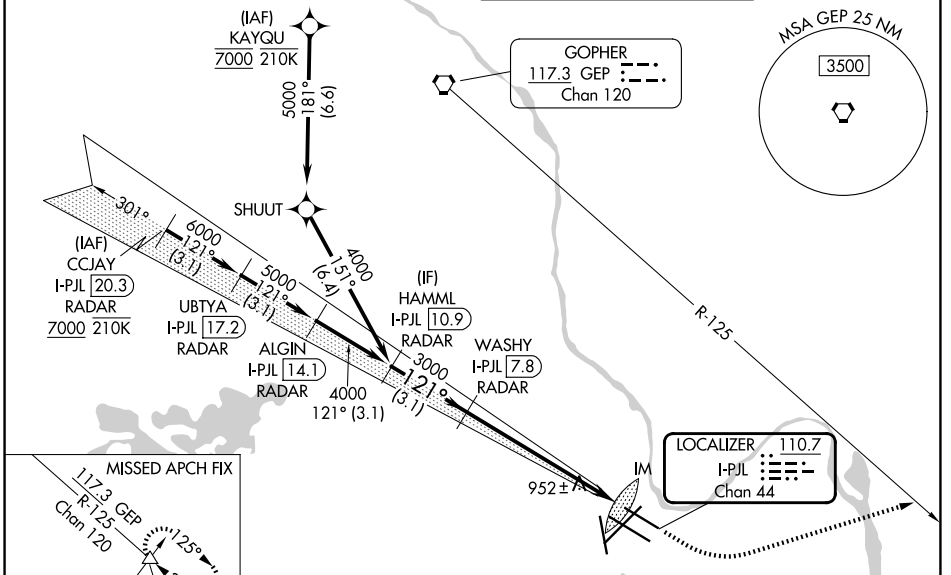 (IAF)
KAYQU
7000 210K
5000
181°
(6.6)
GOPHER
117.3 GEP
Chan 120
MSA GEP 25 NM
3500
SHUUT
301°
(IAF)
CCJAY
I-PJL 20.3
RADAR
7000 210K
6000
121°
(3.1)
UBTYA
I-PJL 17.2
RADAR
5000
121°
(3.1)
ALGIN
I-PJL 14.1
RADAR
4000
151°
(6.4)
4000
121° (3.1)
(IF)
HAMML
I-PJL 10.9
RADAR
3000
121°
(3.1)
WASHY
I-PJL 7.8
RADAR
R-125
952±
IM
LOCALIZER 110.7
I-PJL
Chan 44
MISSED APCH FIX
117.3 GEP
R-125
Chan 120
125°